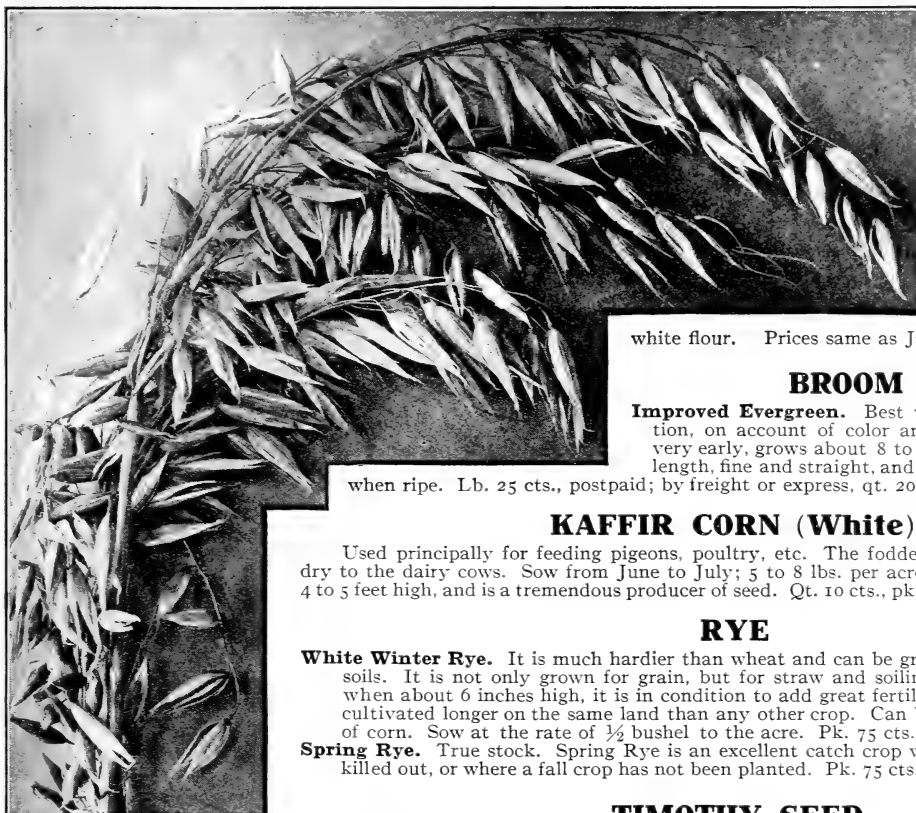 white flour. Prices same as J
BROOM
Improved Evergreen. Best
tion, on account of color
very early, grows about 8 to
length, fine and straight, and
when ripe. Lb. 25 cts., postpaid; by freight or express, qt. 20
KAFFIR CORN (White)
Used principally for feeding pigeons, poultry, etc. The fodde
dry to the dairy cows. Sow from June to July; 5 to 8 lbs. per acre
4 to 5 feet high, and is a tremendous producer of seed. Qt. 10 cts., pk
RYE
White Winter Rye. It is much hardier than wheat and can be gr
soils. It is not only grown for grain, but for straw and soilin
when about 6 inches high, it is in condition to add great fertil
cultivated longer on the same land than any other crop. Can
of corn. Sow at the rate of ½ bushel to the acre. Pk. 75 cts.
Spring Rye. True stock. Spring Rye is an excellent catch crop
killed out, or where a fall crop has not been planted. Pk. 75 cts.
TIMOTHY SEED